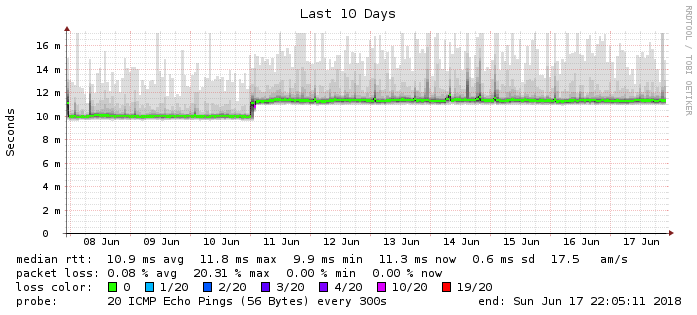 Last 10 Days
RRDTOOL / TOBI OETIKER
Seconds
16 m
14 m
12 m
10 m
8 m
6 m
4 m
2 m
0
08 Jun 09 Jun 10 Jun 11 Jun 12 Jun 13 Jun 14 Jun 15 Jun 16 Jun 17 Jun
median rtt: 10.9 ms avg 11.8 ms max 9.9 ms min 11.3 ms now 0.6 ms sd 17.5 am/s
packet loss: 0.08 % avg 20.31 % max 0.00 % min 0.00 % now
loss color: 0 1/20 2/20 3/20 4/20 10/20 19/20
probe: 20 ICMP Echo Pings (56 Bytes) every 300s end: Sun Jun 17 22:05:11 2018